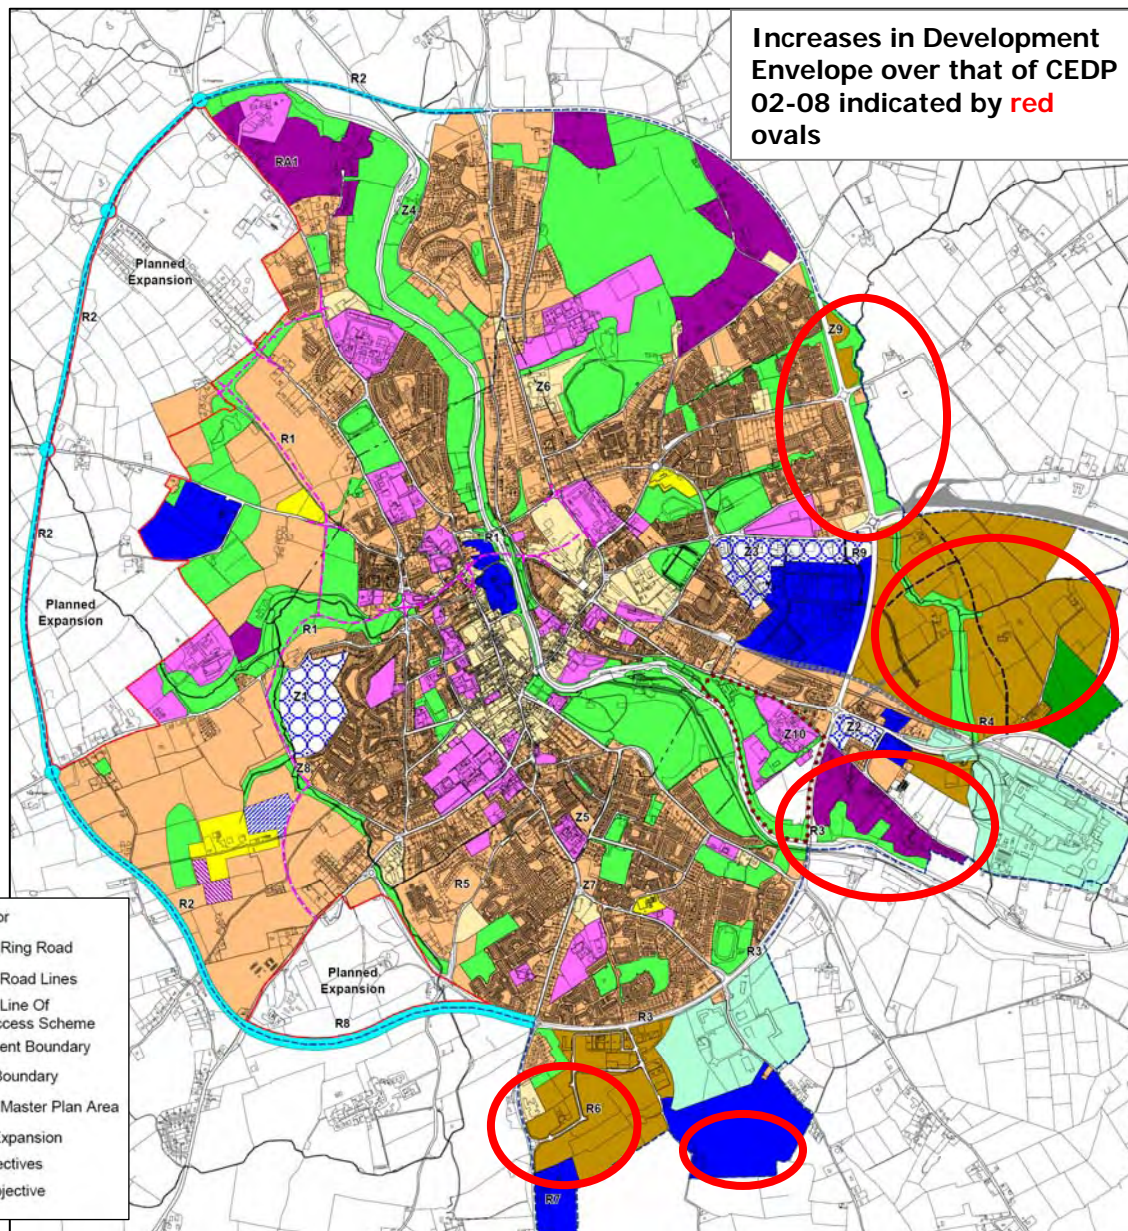 Increases in Development
Envelope over that of CEDP
02-08 indicated by red
ovals
R2
RA1
Z4
Planned
Expansion
R2
Z9
Z6
R1
R2
R1
Z3
R9
Planned
Expansion
R1
Z1
R4
Z10
Z2
Z8
R3
Z5
R5
Z7
R2
R3
Planned
Expansion
R8
R3
R6
R7
or
Ring Road
Road Lines
Line Of
ccess Scheme
ent Boundary
Boundary
Master Plan Area
Expansion
ectives
jective